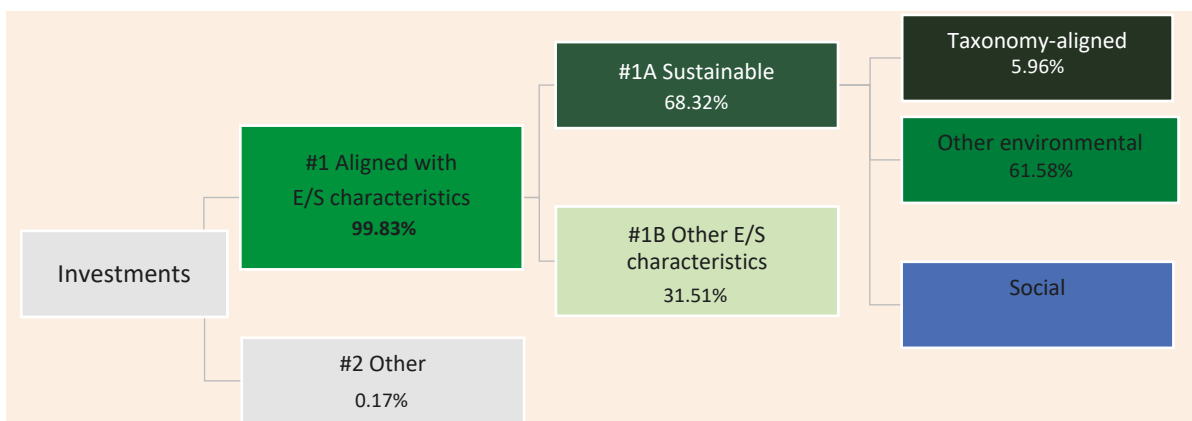 Investments
#1 Aligned with
E/S characteristics
99.83%
#2 Other
0.17%
#1A Sustainable
68.32%
#1B Other E/S
characteristics
31.51%
Taxonomy-aligned
5.96%
Other environmental
61.58%
Social